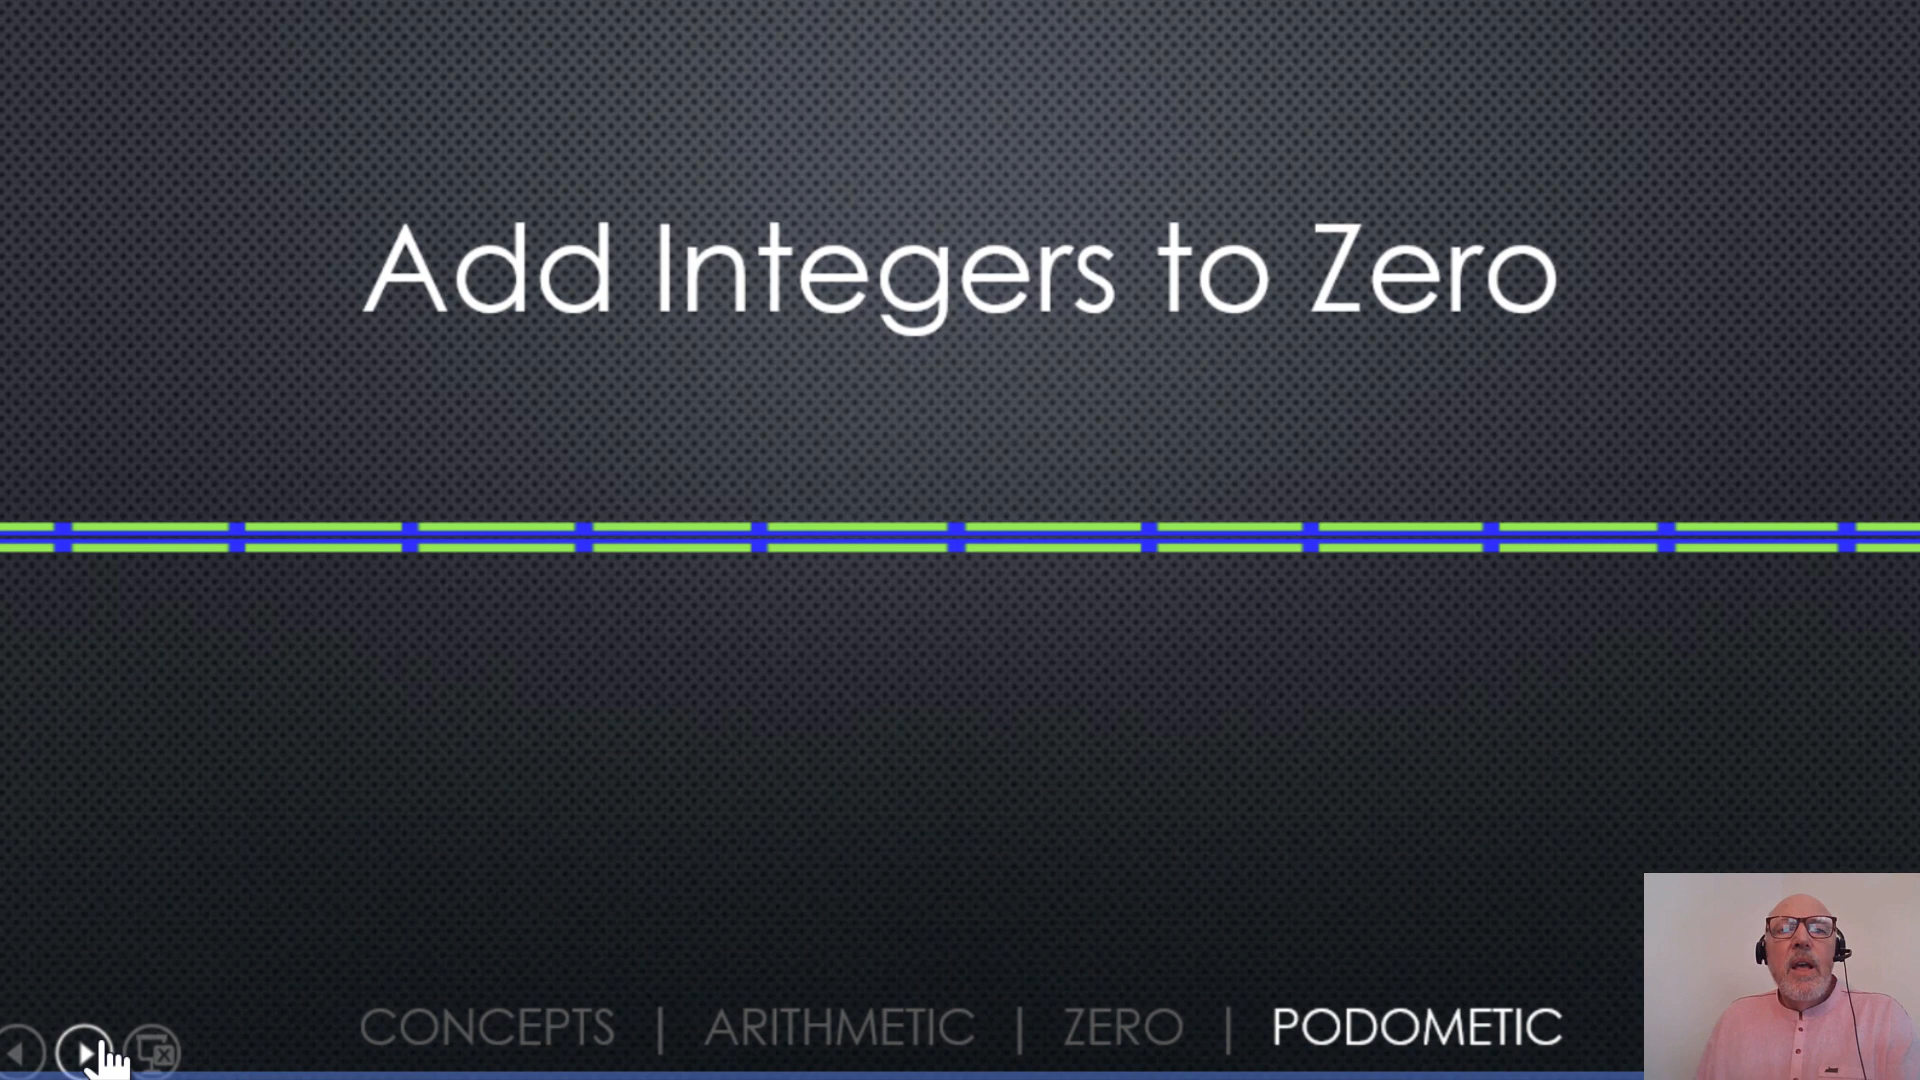 Add Integers to Zero
CONCEPTS | ARITHMETIC | ZERO | PODOMETIC